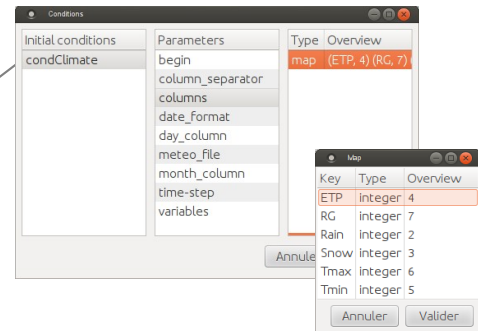 Conditions
Initial conditions
condClimate
Parameters
begin
column_separator
columns
date_format
day_column
meteo_file
month_column
time-step
variables
Type Overview
map (ETP, 4) (RG, 7)
Map
Key Type Overview
ETP integer 4
RG integer 7
Rain integer 2
Snow integer 3
Tmax integer 6
Tmin integer 5
Annuler Valider